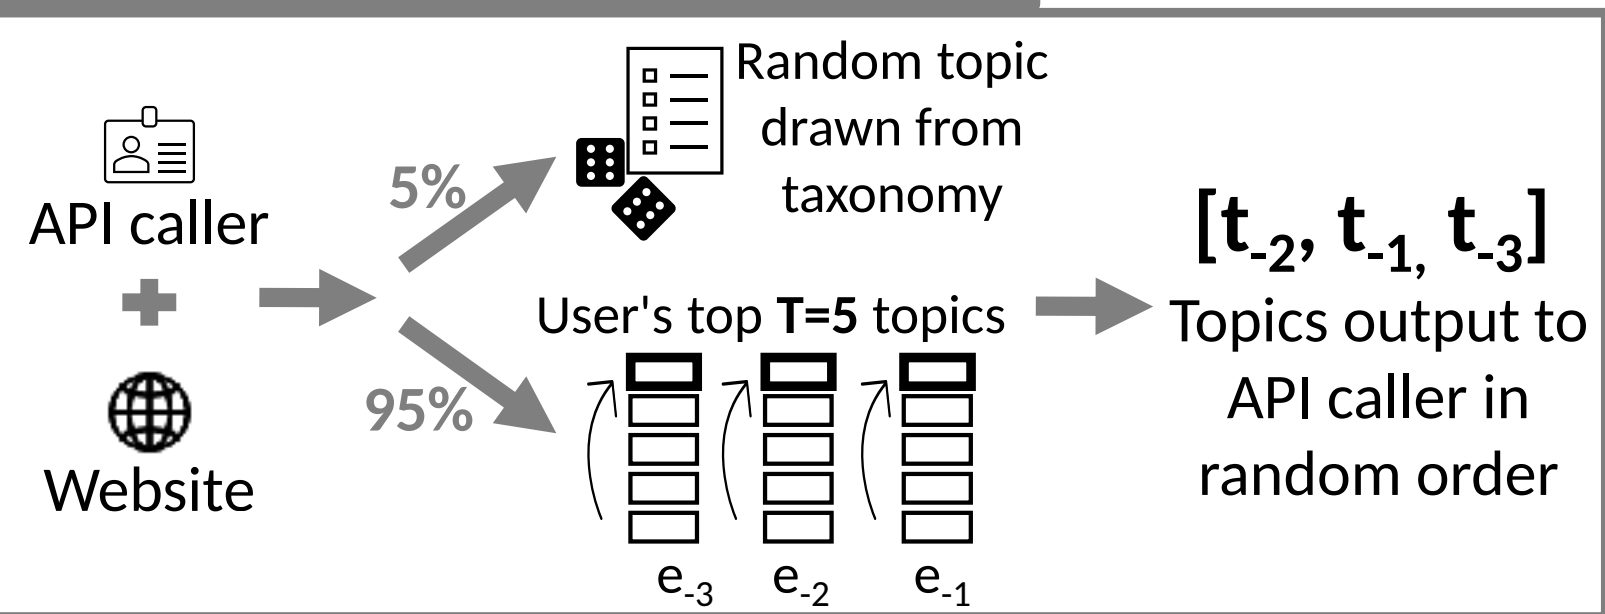 API caller
Website
5%
95%
Random topic
drawn from
taxonomy
User's top T=5 topics
e-3 e-2 e-1
[t-2, t-1, t-3]
Topics output to
API caller in
random order